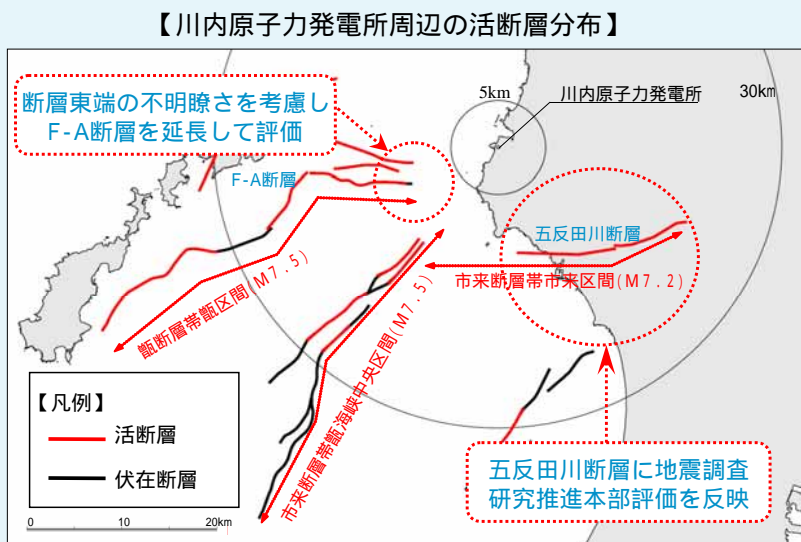 【川内原子力発電所周辺の活断層分布】
断層東端の不明瞭さを考慮し
F-A断層を延長して評価
5km
川内原子力発電所
30km
F-A断層
五反田川断層
市来断層帯市来区間(M7.2)
甑断層帯甑区間(M7.5)
市来断層帯甑海峡中央区間(M7.5)
【凡例】
活断層
伏在断層
五反田川断層に地震調査
研究推進本部評価を反映
0 10 20km